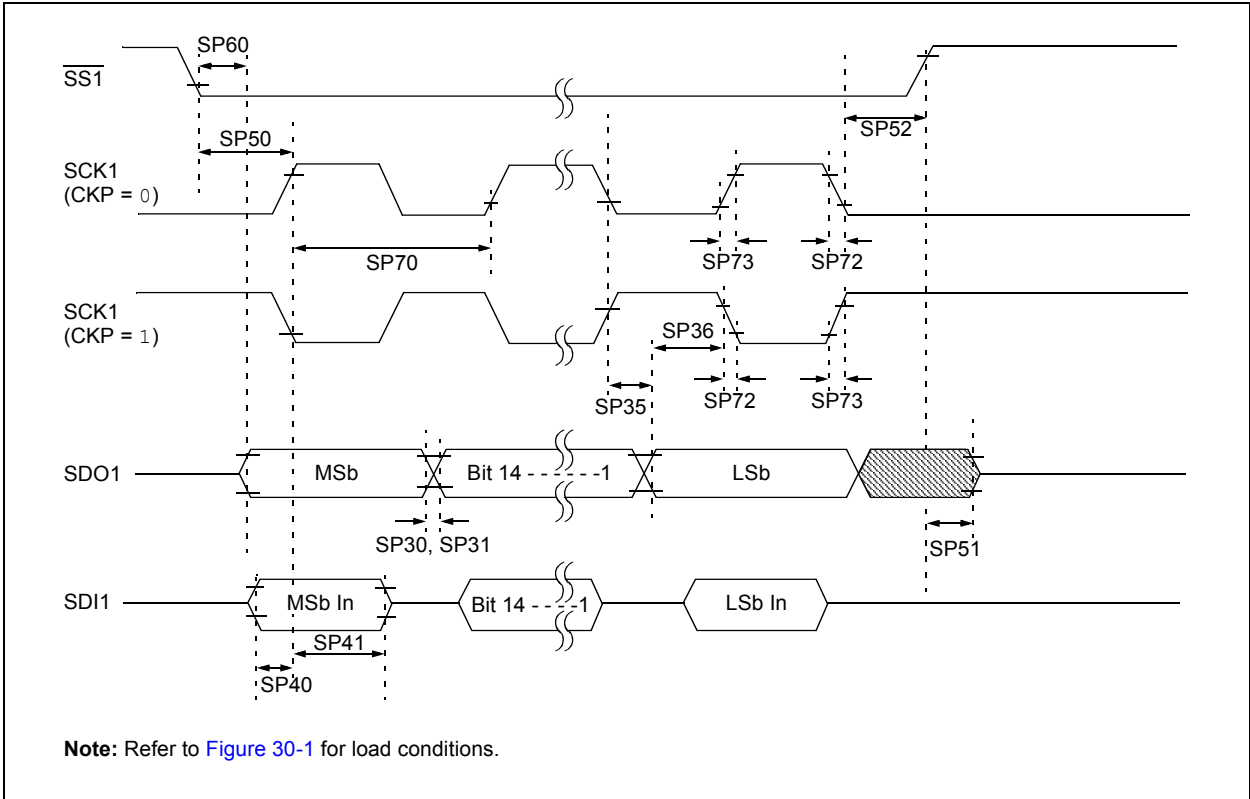 SP60
SS1
SP50
SP52
SCK1
(CKP = 0)
SP70
SP73
SP72
SCK1
(CKP = 1)
SP36
SP35
SP72
SP73
SDO1
MSb
Bit 14 - - - - - -1
LSb
SP30, SP31
SP51
SDI1
MSb In
Bit 14 - - - -1
LSb In
SP41
SP40
Note: Refer to Figure 30-1 for load conditions.